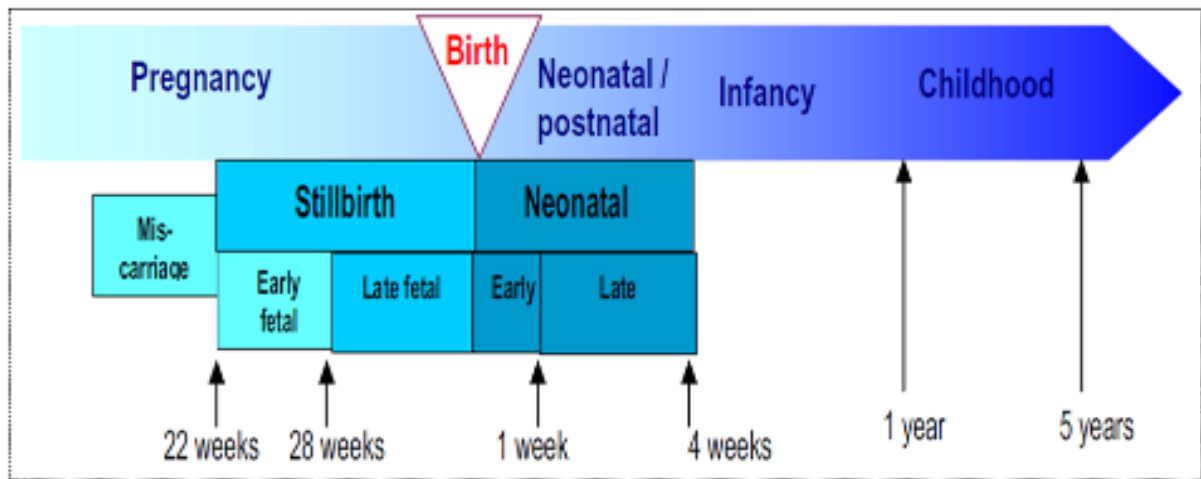 Pregnancy
Birth
Neonatal /
postnatal
Infancy
Childhood
Mis-
carriage
Stillbirth
Neonatal
Early
fetal
Late fetal
Early
Late
22 weeks
28 weeks
1 week
4 weeks
1 year
5 years